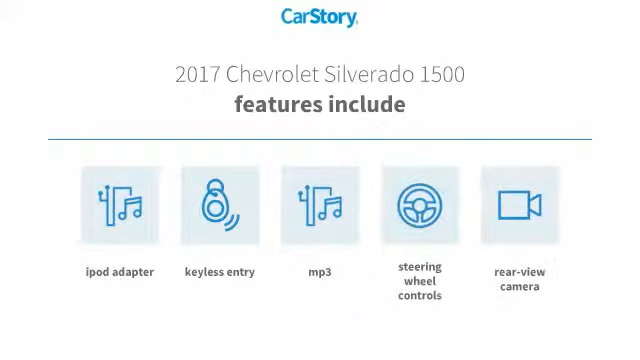 CarStory
2017 Chevrolet Silverado 1500
features include
ipod adapter
keyless entry
mp3
steering
wheel
controls
rear-view
camera